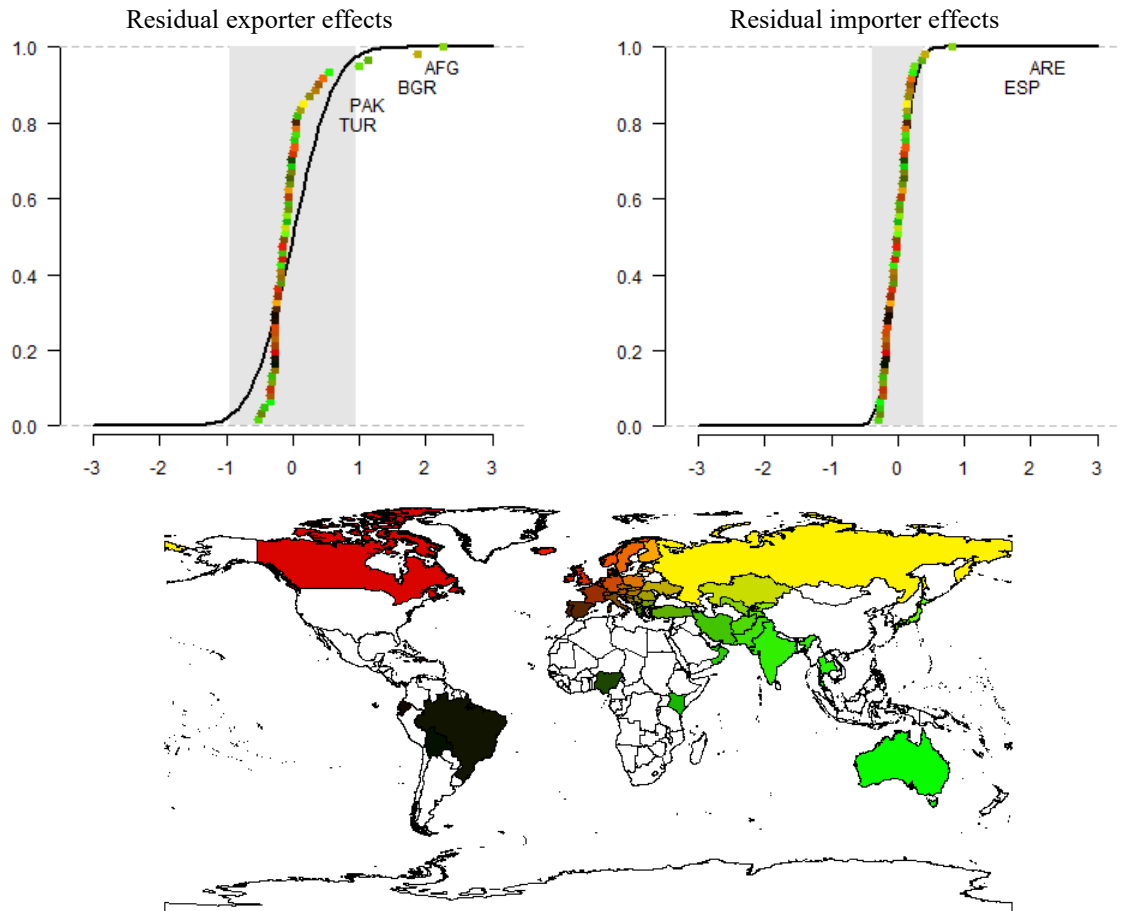 Residual exporter effects
Residual importer effects
1.0
0.8
0.6
0.4
0.2
0.0
AFG
BGR
PAK
TUR
-3 -2 -1 0 1 2 3
1.0
0.8
0.6
0.4
0.2
0.0
ARE
ESP
-3 -2 -1 0 1 2 3